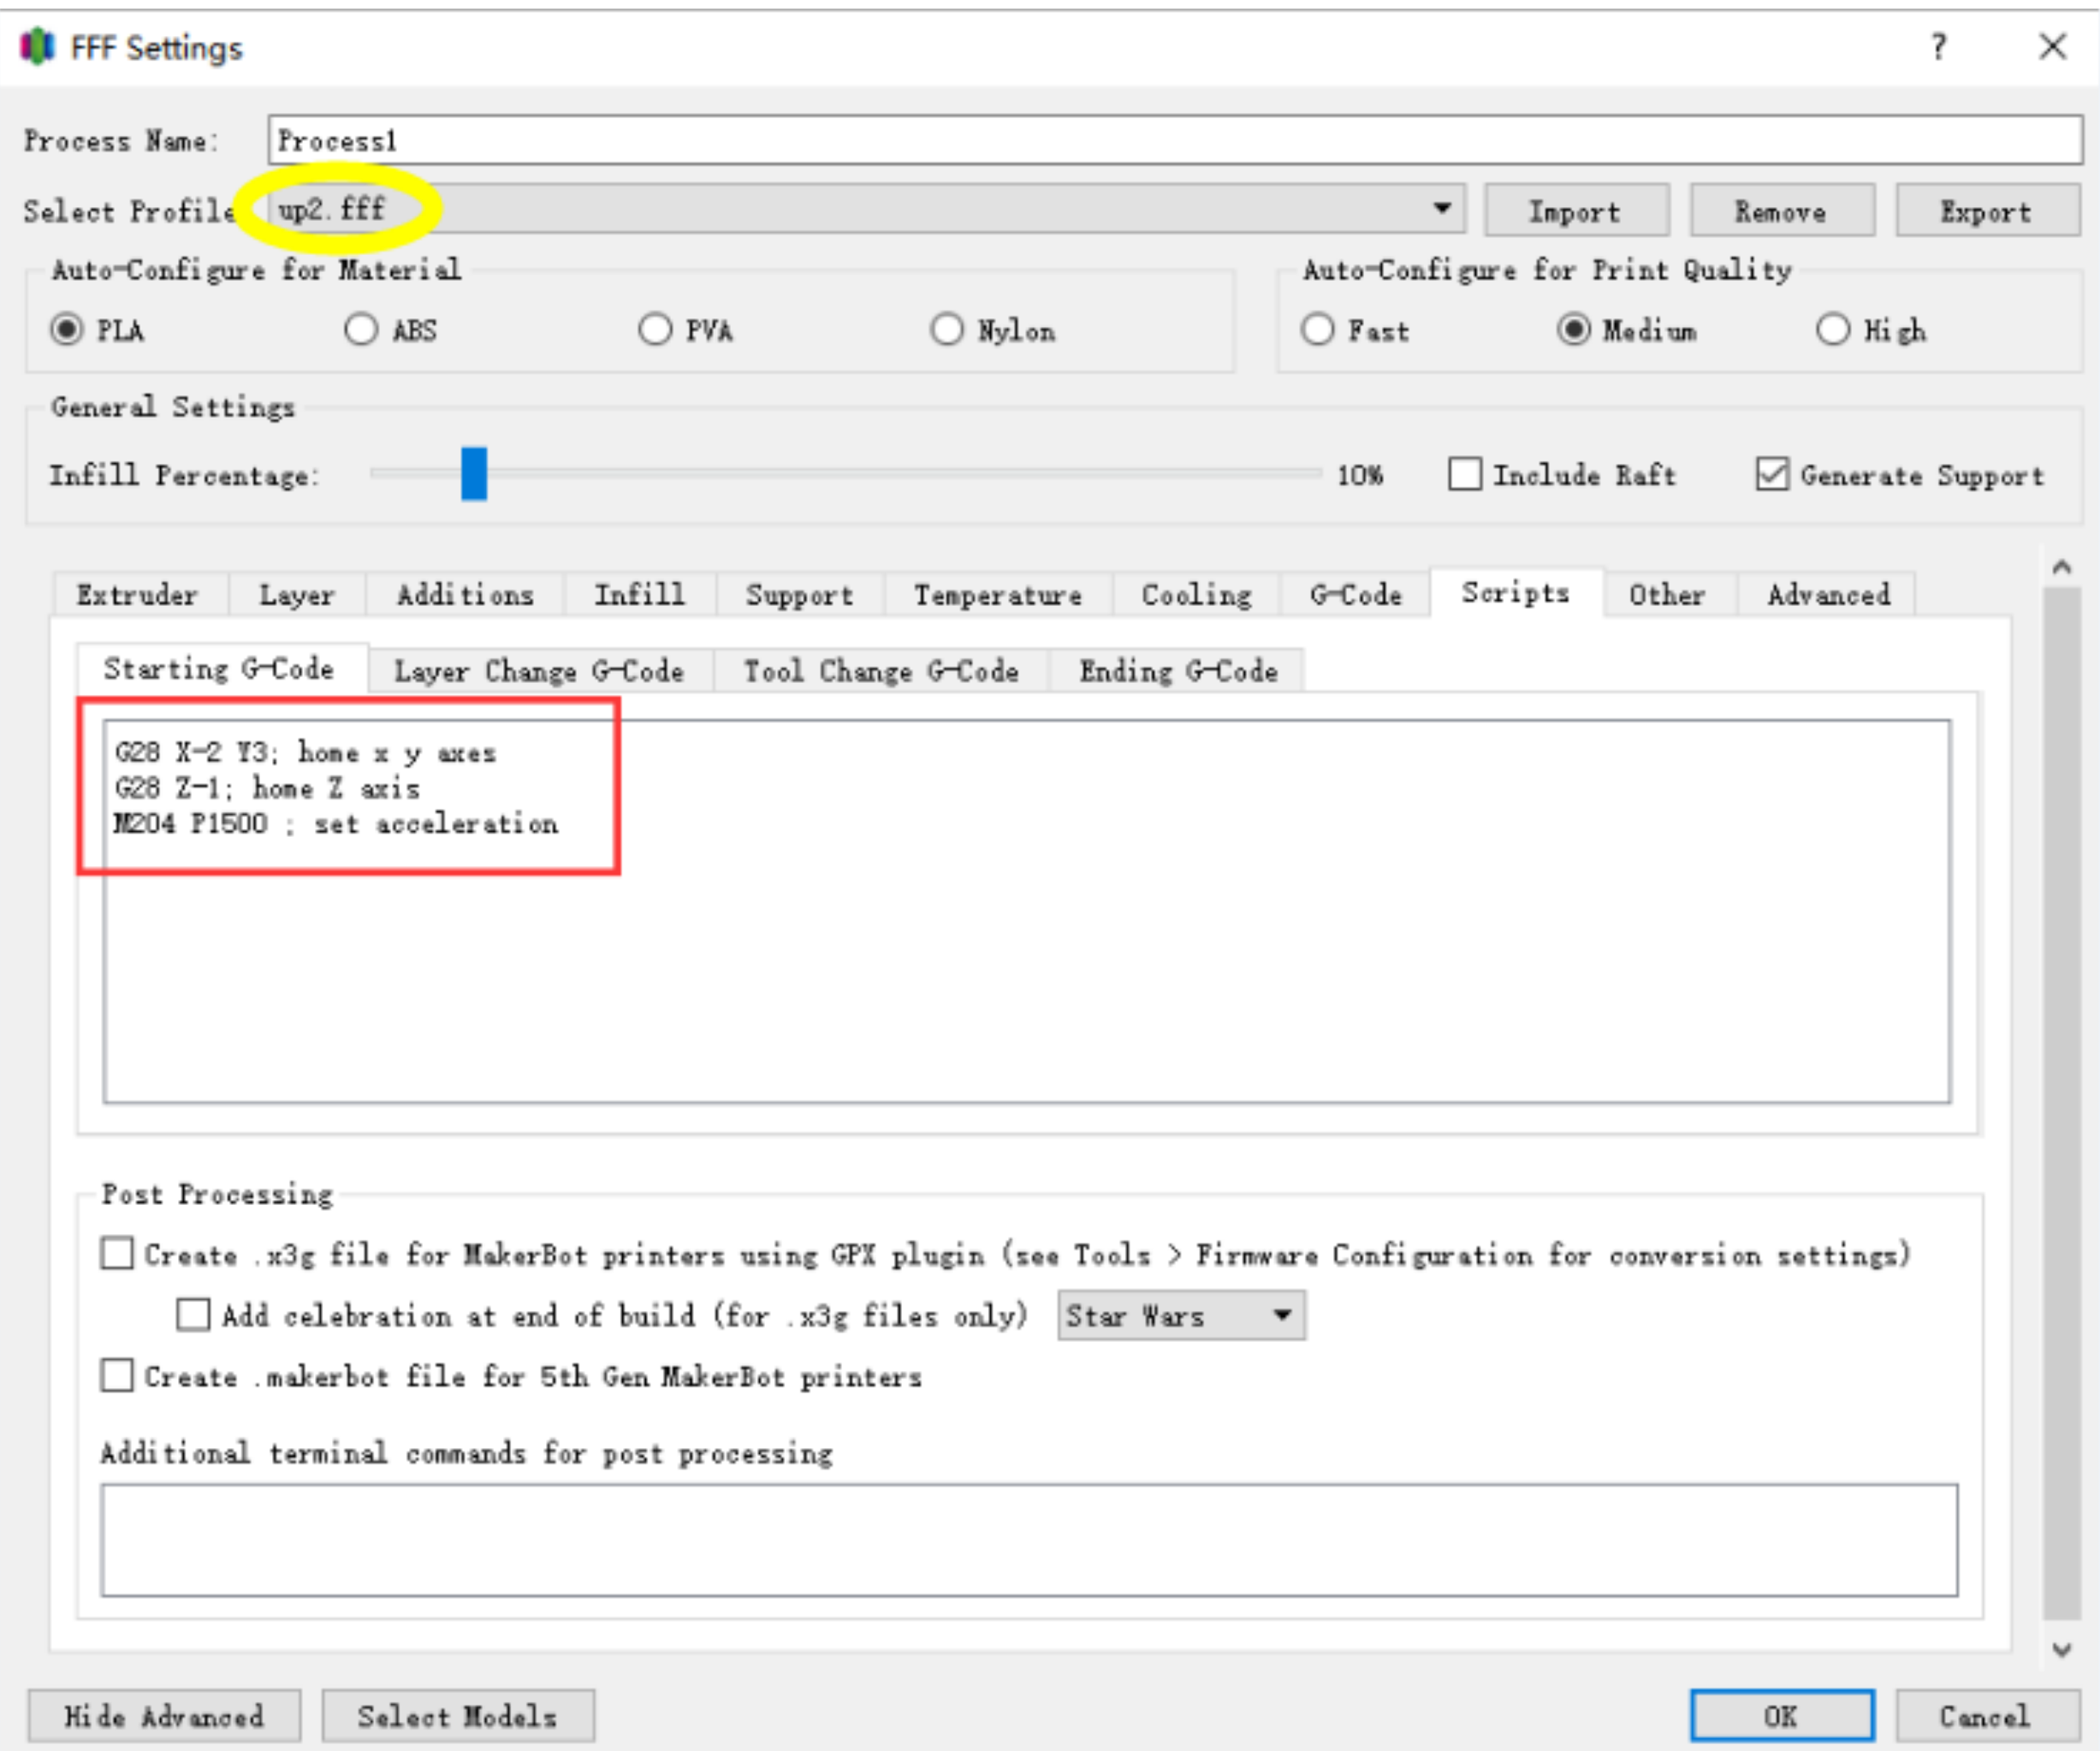 FFF Settings ?
Process Name: Process1
Select Profile up2.fff Import Remove Export
Auto-Configure for Material Auto-Configure for Print Quality
PLA ABS PVA Nylon Fast Medium High
General Settings
Infill Percentage: 10% Include Raft Generate Support
Extruder Layer Additions Infill Support Temperature Cooling G-Code Scripts Other Advanced
Starting G-Code Layer Change G-Code Tool Change G-Code Ending G-Code
G28 X-2 Y3; home x y axes
G28 Z-1; home Z axis
M204 P1500 ; set acceleration
Post Processing
Create .x3g file for MakerBot printers using GPX plugin (see Tools > Firmware Configuration for conversion settings)
Add celebration at end of build (for .x3g files only) Star Wars
Create .makerbot file for 5th Gen MakerBot printers
Additional terminal commands for post processing
Hide Advanced Select Models OK Cancel